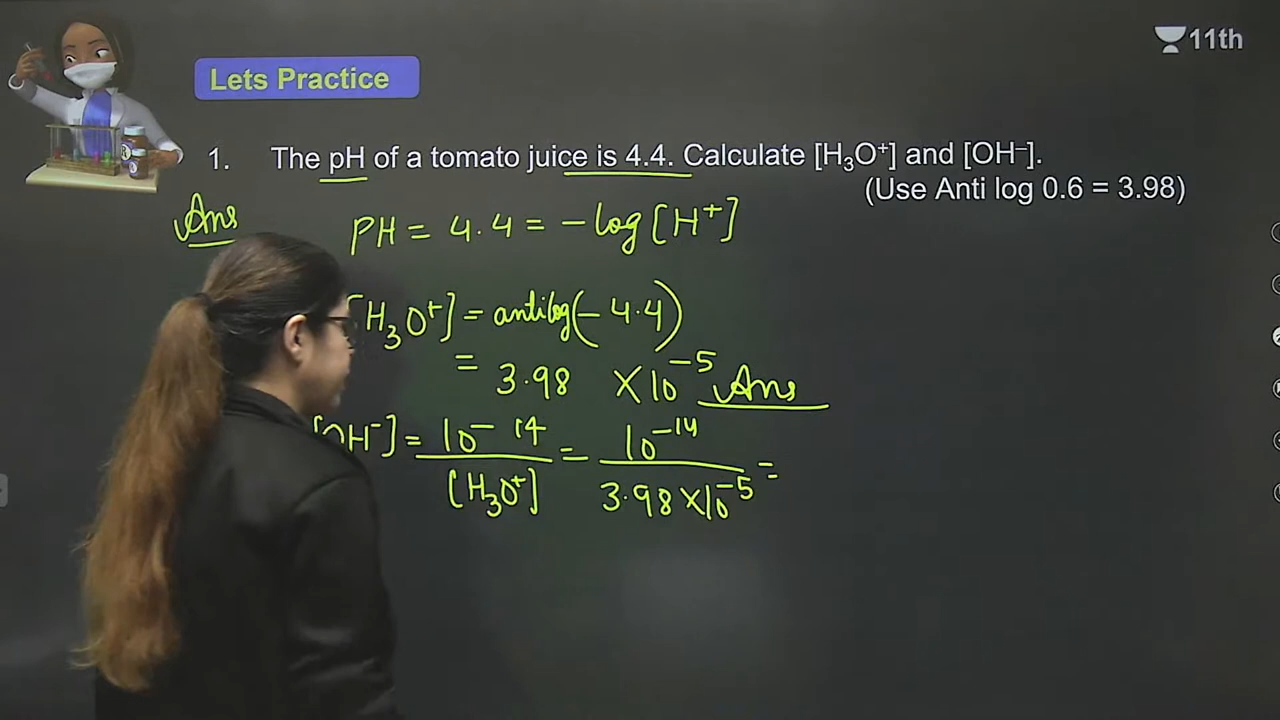 11th
Lets Practice
1. The pH of a tomato juice is 4.4. Calculate [H₃O⁺] and [OH⁻].
(Use Anti log 0.6 = 3.98)
Ans
PH = 4.4 = -log [H⁺]
[H₃O⁺] = antilog(-4.4)
= 3.98 × 10⁻⁵ Ans
[OH⁻] = 10⁻¹⁴ / [H₃O⁺] = 10⁻¹⁴ / 3.98×10⁻⁵ =